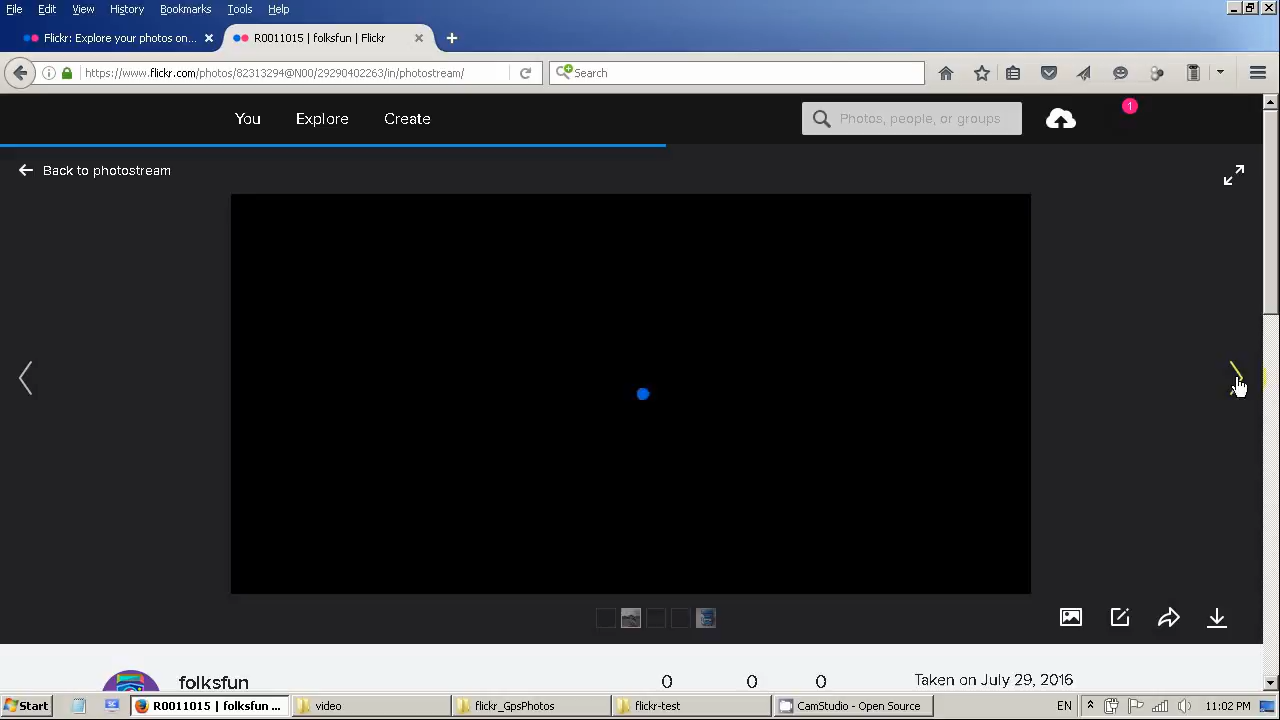 File Edit View History Bookmarks Tools Help
Flickr: Explore your photos on...
R0011015 | folksfun | Flickr
https://www.flickr.com/photos/82313294@N00/29290402263/in/photostream/
Search
You Explore Create
Photos, people, or groups
1
Back to photostream
folksfun
0 0 0
Taken on July 29, 2016
Start
R0011015 | folksfun ...
video
flickr_GpsPhotos
flickr-test
CamStudio - Open Source
EN
11:02 PM